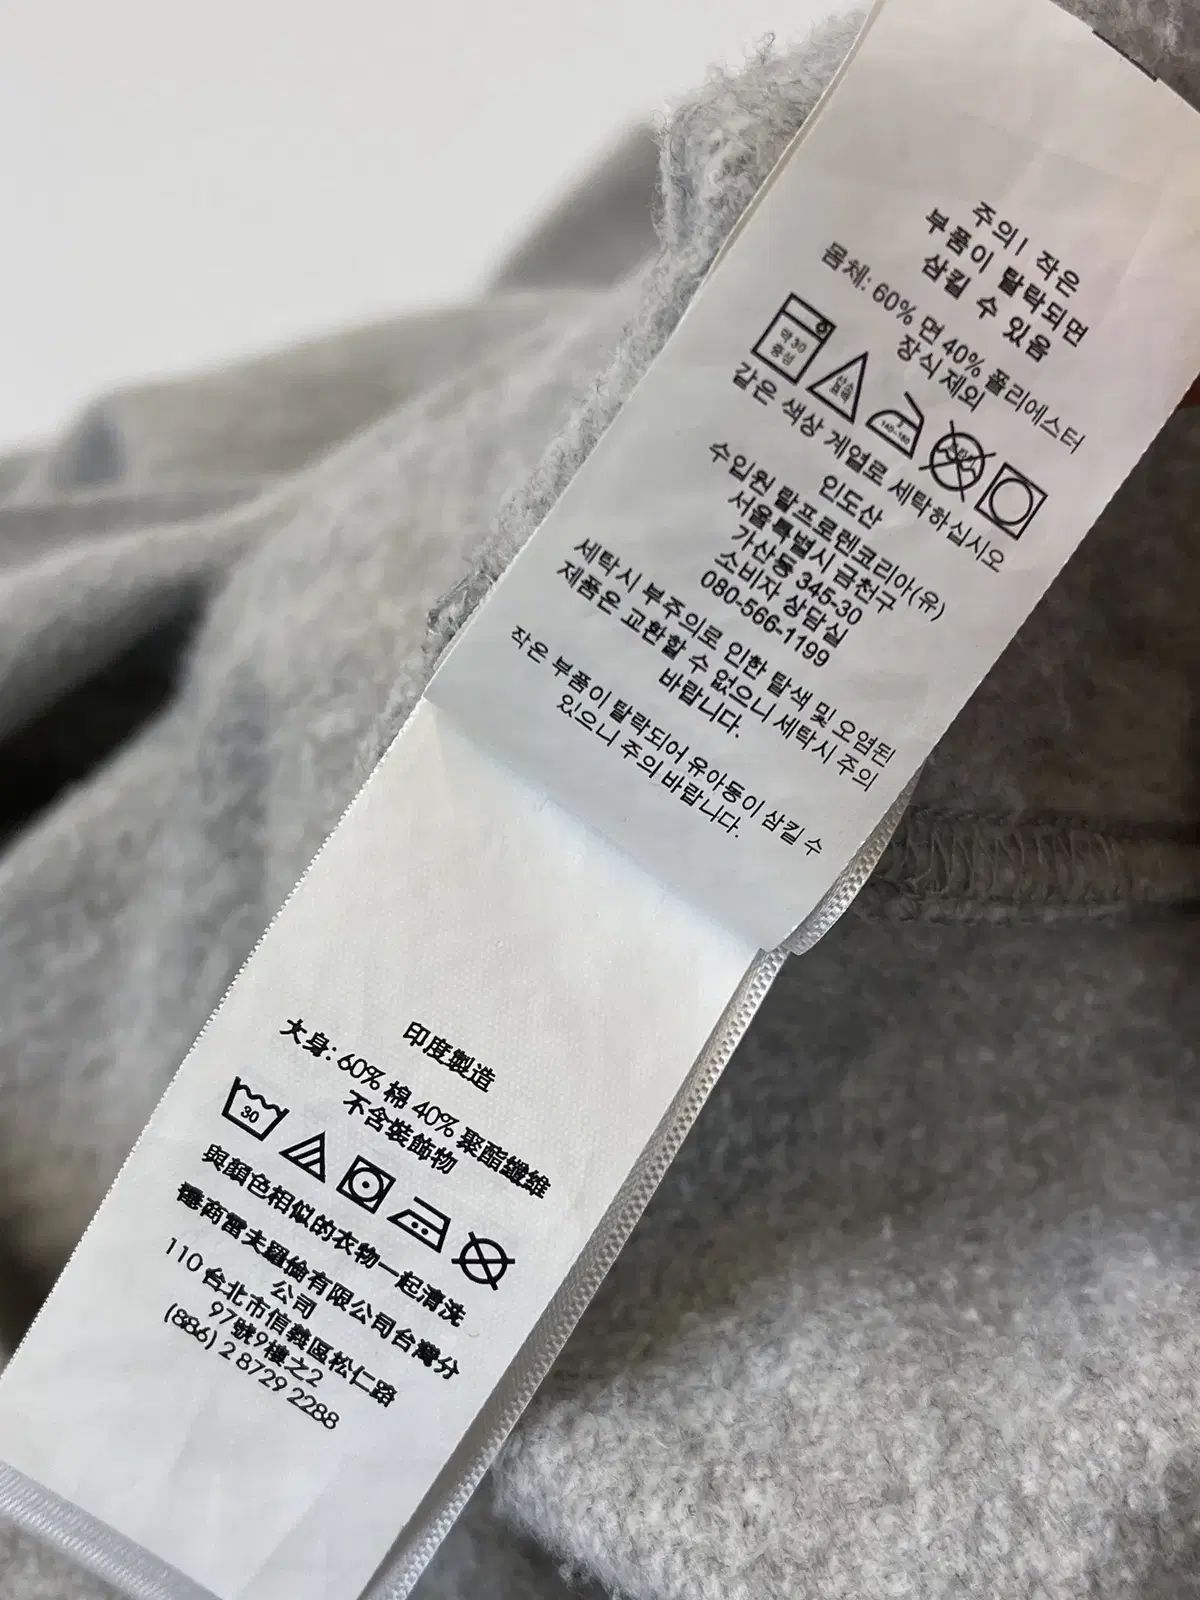 주의! 작은
부품이 탈락되면
삼킬 수 있음
몸체: 60% 면 40% 폴리에스터
장식제외
약30
중성
140~160
같은 색상 계열로 세탁하십시오
인도산
수입원 랄프로렌코리아(유)
서울특별시 금천구
가산동 345-30
소비자 상담실
080-566-1199
세탁시 부주의로 인한 탈색 및 오염된
제품은 교환할 수 없으니 세탁시 주의
바랍니다.
작은 부품이 탈락되어 유아동이 삼킬 수
있으니 주의 바랍니다.
印度製造
大身: 60% 棉 40% 聚酯纖維
不含裝飾物
30
與顏色相似的衣物一起清洗
香商雷夫羅倫有限公司台灣分
公司
110 台北市信義區松仁路
97號9樓之2
(886) 2 8729 2288